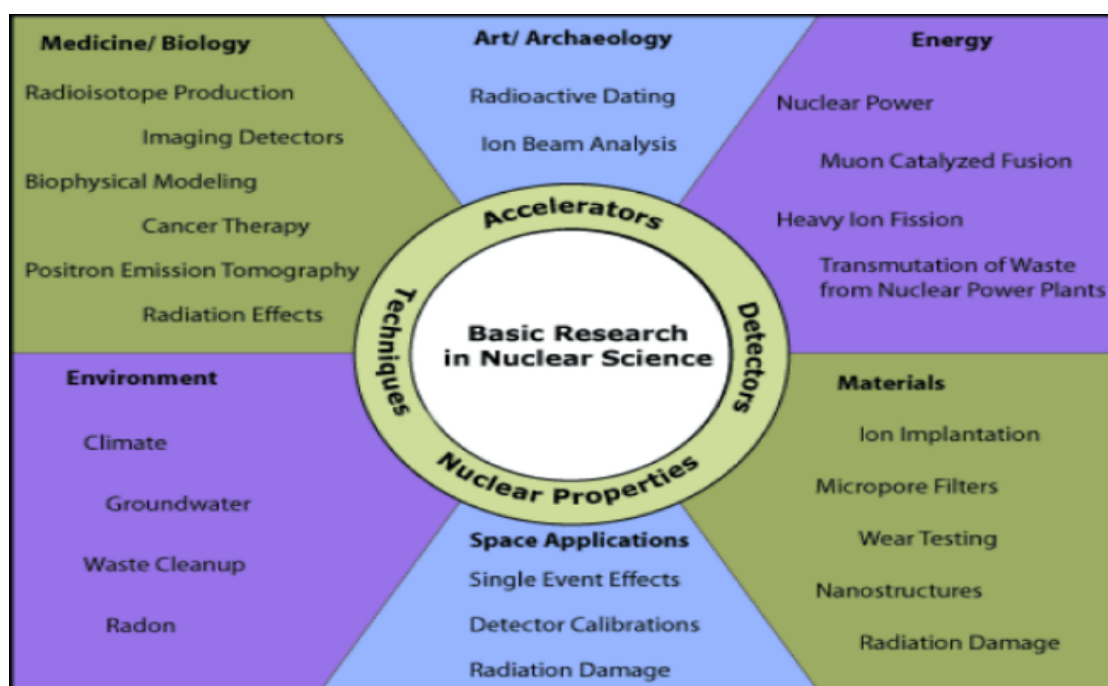 Medicine/ Biology
Radioisotope Production
Imaging Detectors
Biophysical Modeling
Cancer Therapy
Positron Emission Tomography
Radiation Effects
Art/ Archaeology
Radioactive Dating
Ion Beam Analysis
Energy
Nuclear Power
Muon Catalyzed Fusion
Heavy Ion Fission
Transmutation of Waste
from Nuclear Power Plants
Accelerators
Techniques
Detectors
Nuclear Properties
Basic Research
in Nuclear Science
Environment
Climate
Groundwater
Waste Cleanup
Radon
Space Applications
Single Event Effects
Detector Calibrations
Radiation Damage
Materials
Ion Implantation
Micropore Filters
Wear Testing
Nanostructures
Radiation Damage